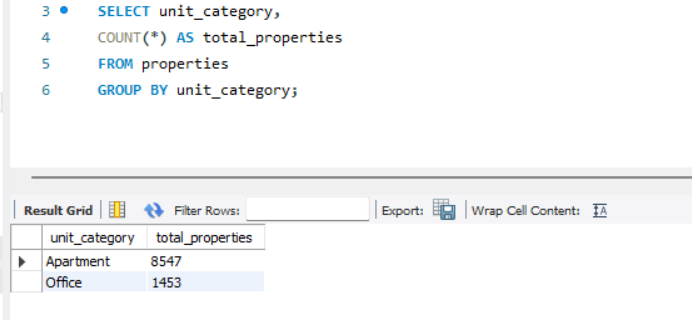 3 SELECT unit_category,
4 COUNT(*) AS total_properties
5 FROM properties
6 GROUP BY unit_category;
Result Grid Filter Rows: Export: Wrap Cell Content: IA
unit_category total_properties
Apartment 8547
Office 1453